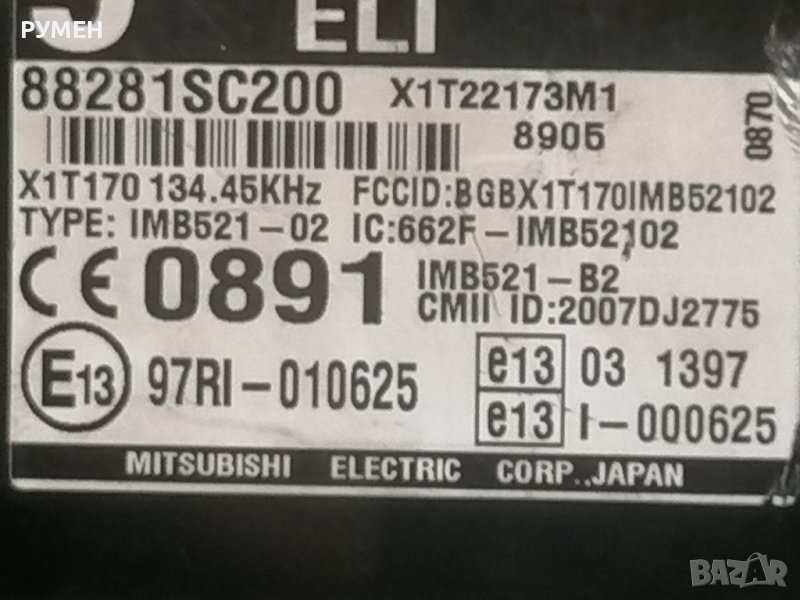 РУМЕН
J ELI
88281SC200 X1T22173M1
8905
0870
X1T170 134.45KHz FCCID:BGBX1T170IMB52102
TYPE: IMB521-02 IC:662F-IMB52102
CE 0891 IMB521-B2
CMII ID:2007DJ2775
E13 97RI-010625 e13 03 1397
e13 I-000625
MITSUBISHI ELECTRIC CORP.,JAPAN
BAZAR